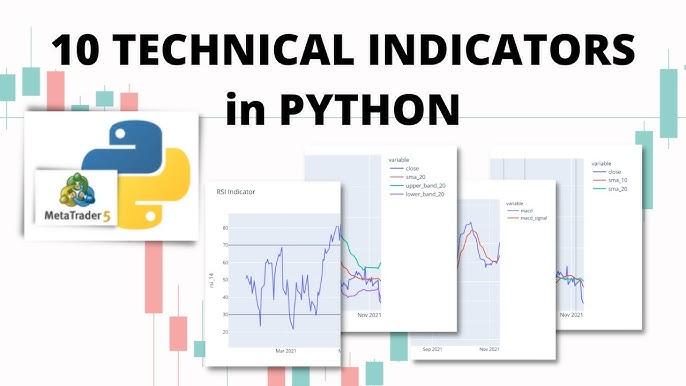 10 TECHNICAL INDICATORS
in PYTHON
MetaTrader 5
RSI Indicator
rsi_14
80
70
60
50
40
30
20
Mar 2021
variable
close
sma_20
upper_band_20
lower_band_20
Nov 2021
variable
macd
macd_signal
Sep 2021
Nov 2021
variable
close
sma_10
sma_20
Nov 2021